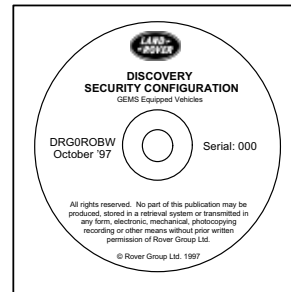 LAND-
ROVER
DISCOVERY
SECURITY CONFIGURATION
GEMS Equipped Vehicles
DRG0ROBW
October '97
Serial: 000
All rights reserved. No part of this publication may be
produced, stored in a retrieval system or transmitted in
any form, electronic, mechanical, photocopying
recording or other means without prior written
permission of Rover Group Ltd.
© Rover Group Ltd. 1997